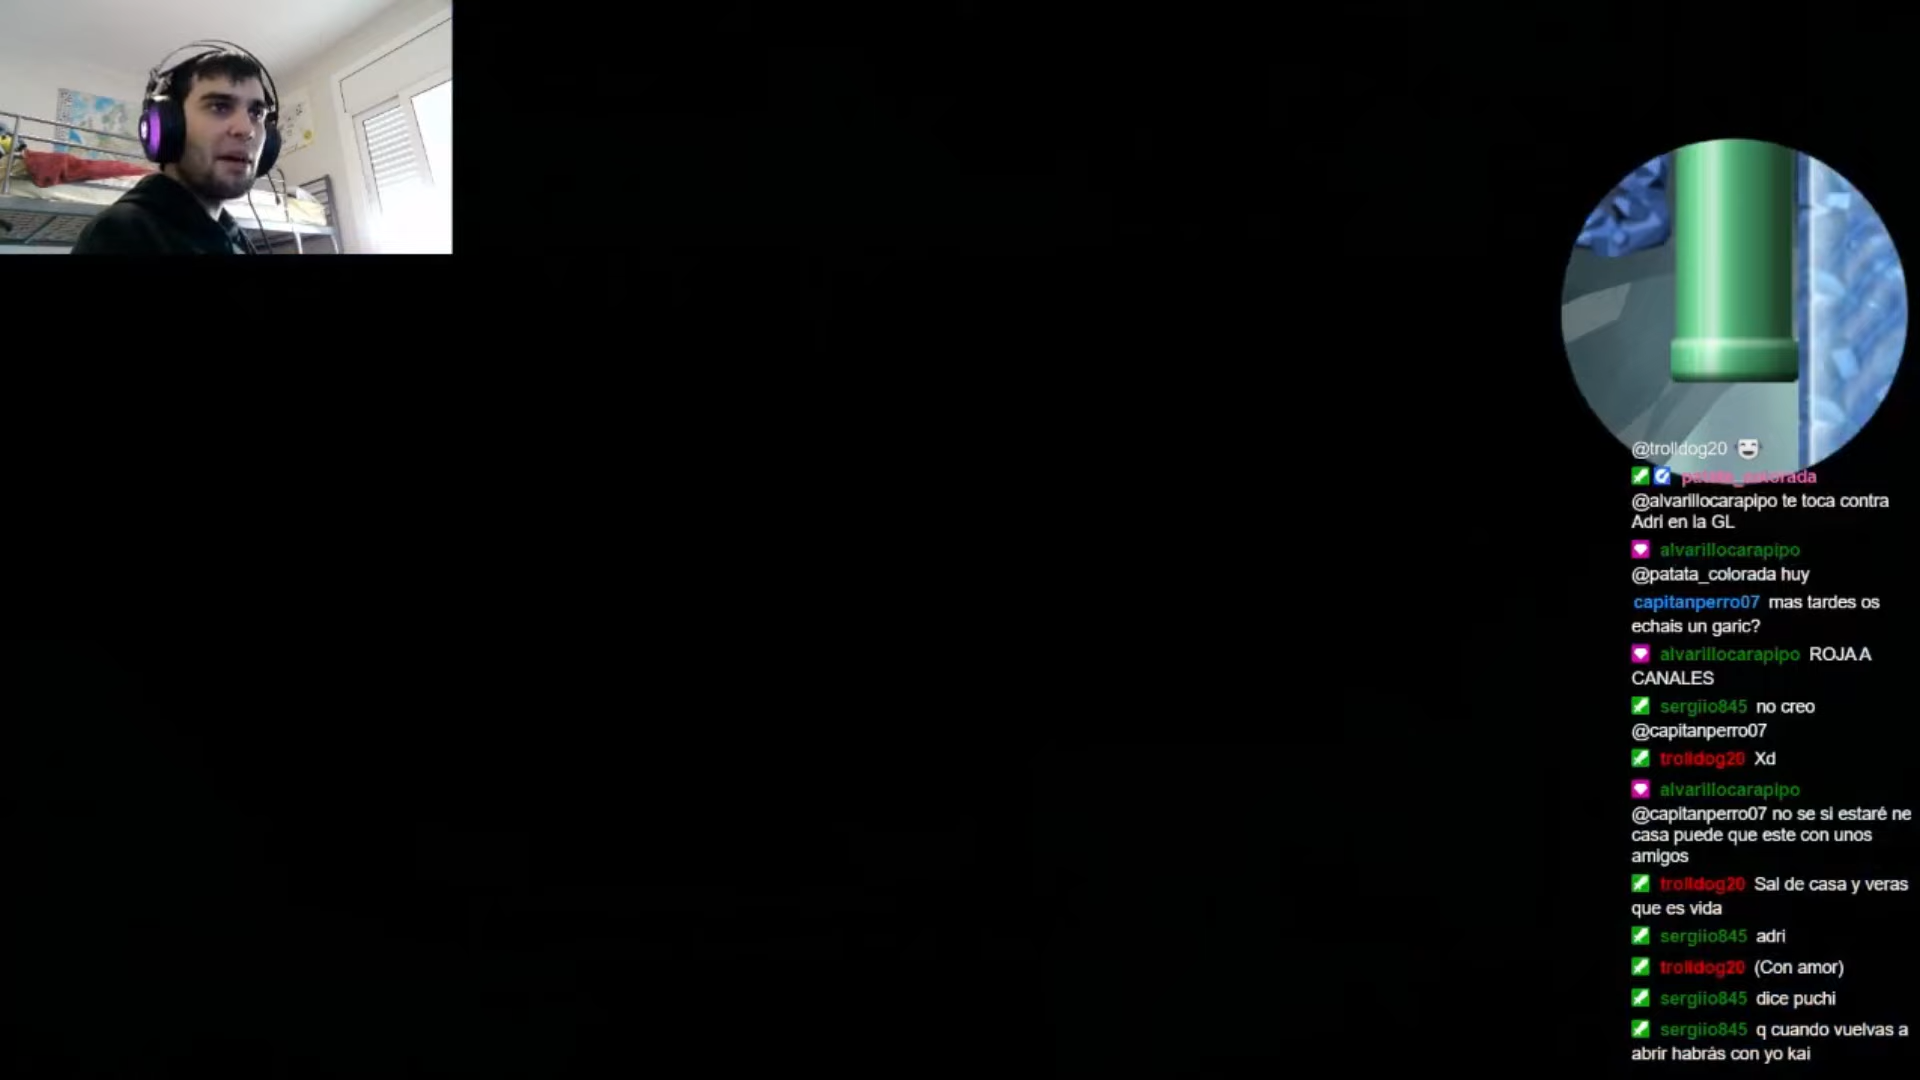 @trolldog20
patata_colorada
@alvarillocarapipo te toca contra
Adri en la GL
alvarillocarapipo
@patata_colorada huy
capitanperro07 mas tardes os
echais un garic?
alvarillocarapipo ROJA A
CANALES
sergiio845 no creo
@capitanperro07
trolldog20 Xd
alvarillocarapipo
@capitanperro07 no se si estaré ne
casa puede que este con unos
amigos
trolldog20 Sal de casa y veras
que es vida
sergiio845 adri
trolldog20 (Con amor)
sergiio845 dice puchi
sergiio845 q cuando vuelvas a
abrir habrás con yo kai